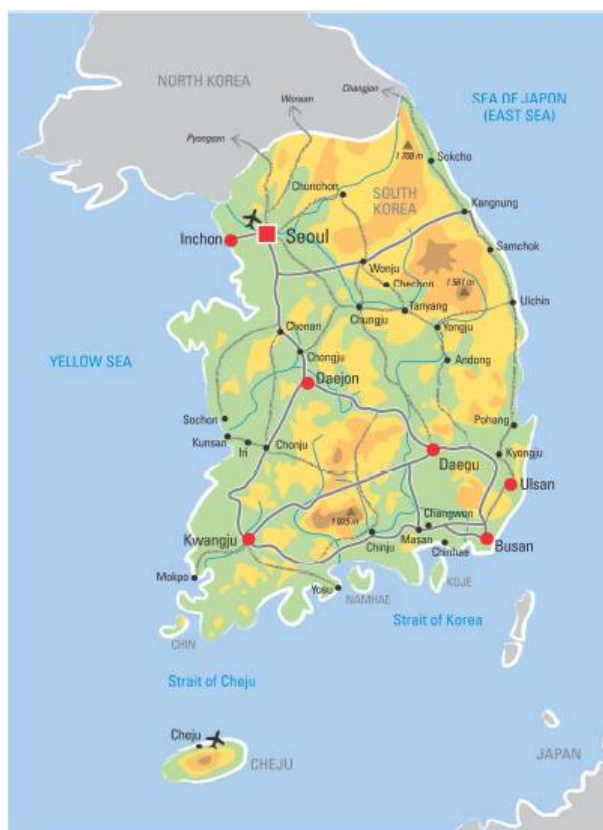 NORTH KOREA
Wonsan
Changjon
SEA OF JAPON
(EAST SEA)
Pyongsan
1 708 m
Sokcho
Chunchon
SOUTH
KOREA
Kangnung
Inchon
Seoul
Samchok
Wonju
Chechon
1 561 m
Ulchin
Tanyang
Chungju
Chonan
Yongju
YELLOW SEA
Chongju
Andong
Daejon
Sochon
Pohang
Kunsan
Iri
Chonju
Kyongju
Daegu
Ulsan
1 915 m
Changwon
Kwangju
Masan
Chinju
Chinhae
Busan
Mokpo
Yosu
NAMHAE
KOJE
Strait of Korea
CHIN
Strait of Cheju
Cheju
CHEJU
JAPAN